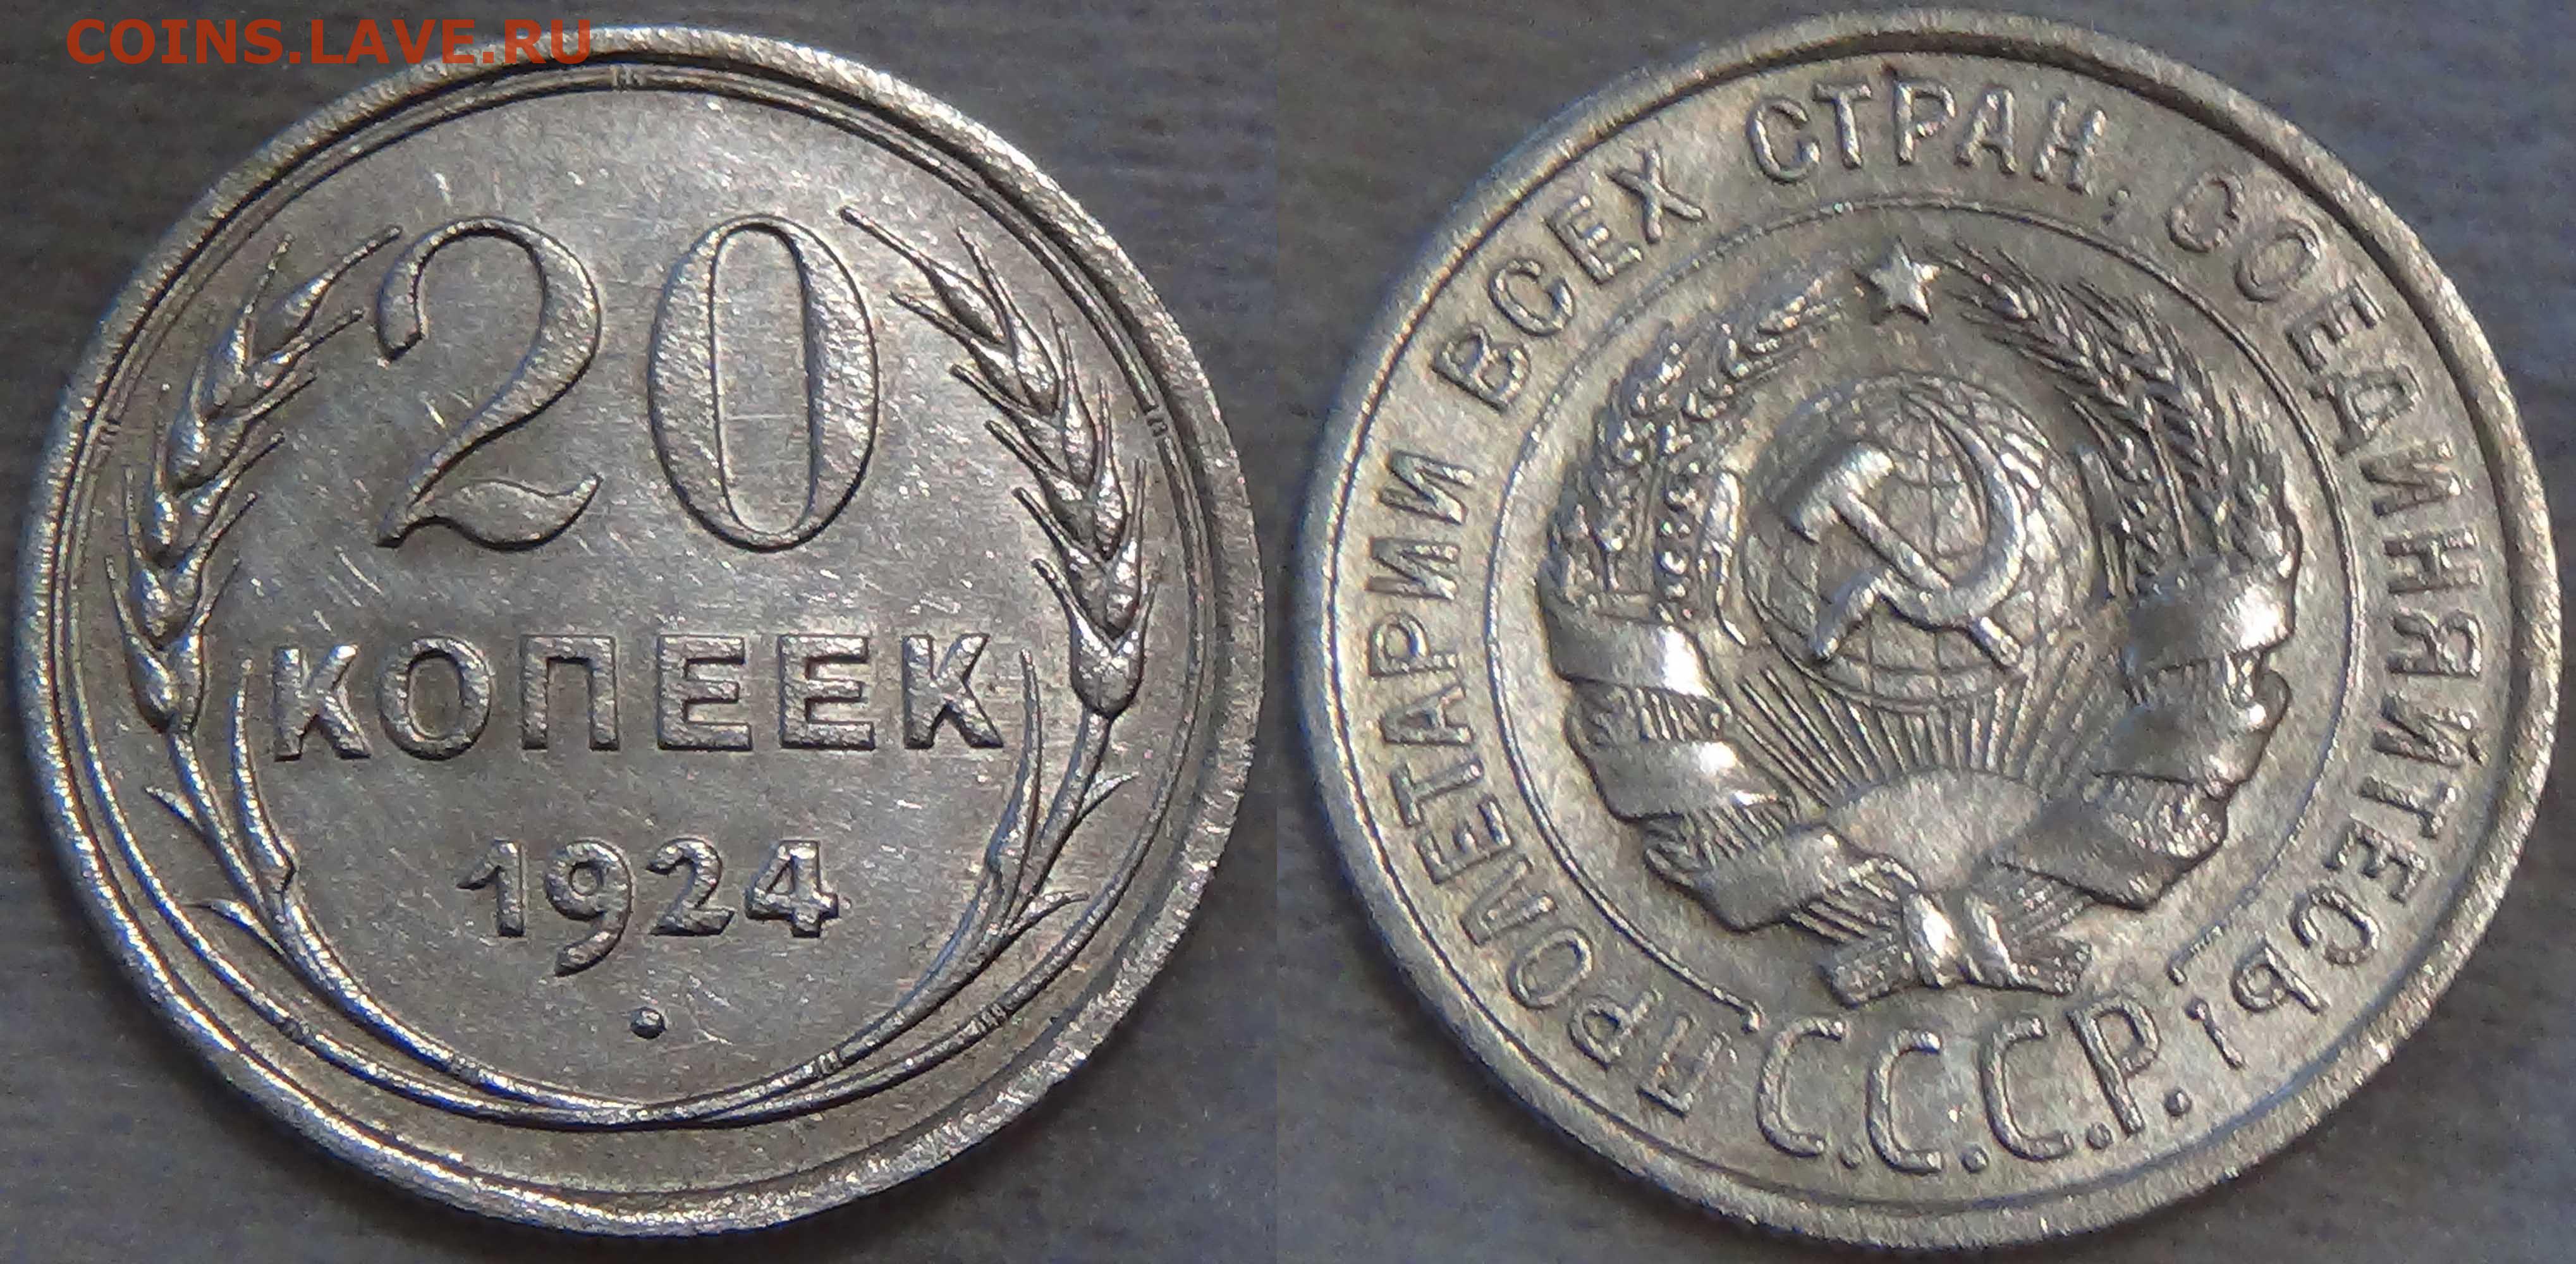 COINS.LAVE.RU
20
КОПЕЕК
1924
ПРОЛЕТАРИИ ВСЕХ СТРАН, СОЕДИНЯЙТЕСЬ!
С.С.С.Р.